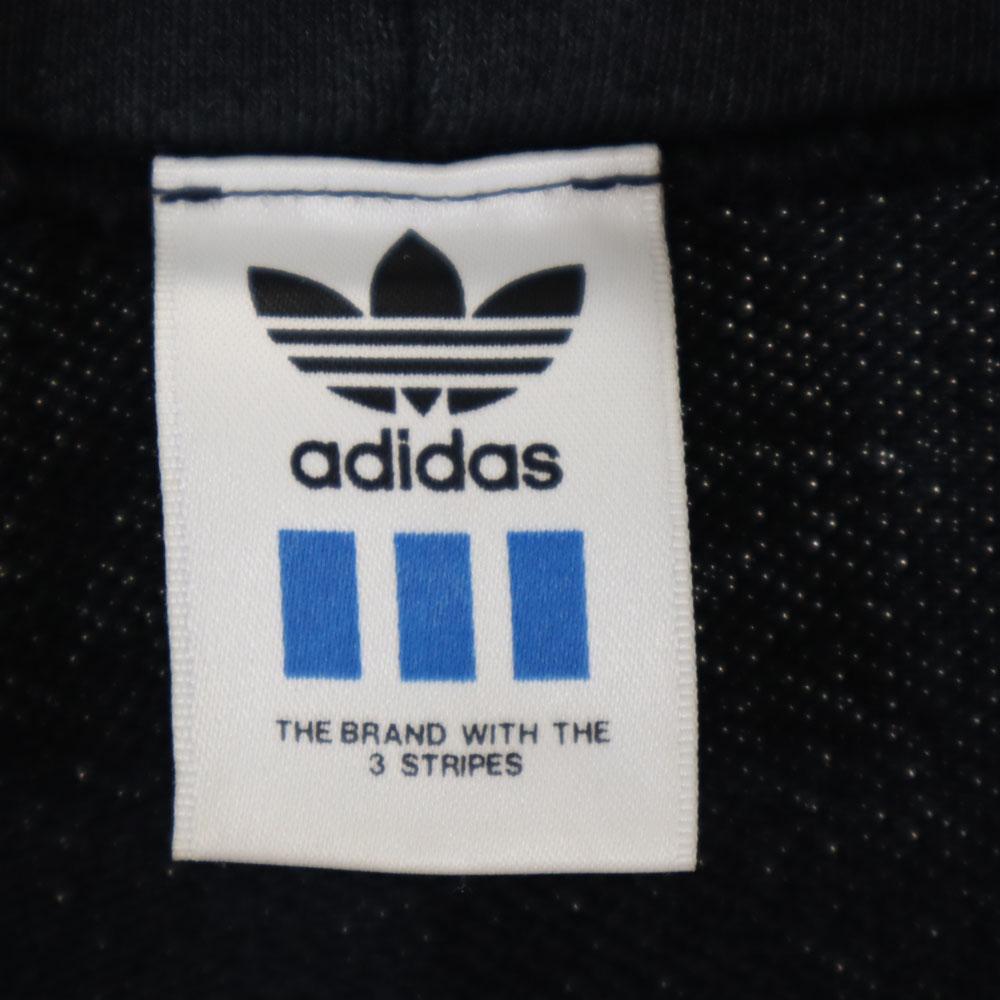 adidas
THE BRAND WITH THE
3 STRIPES